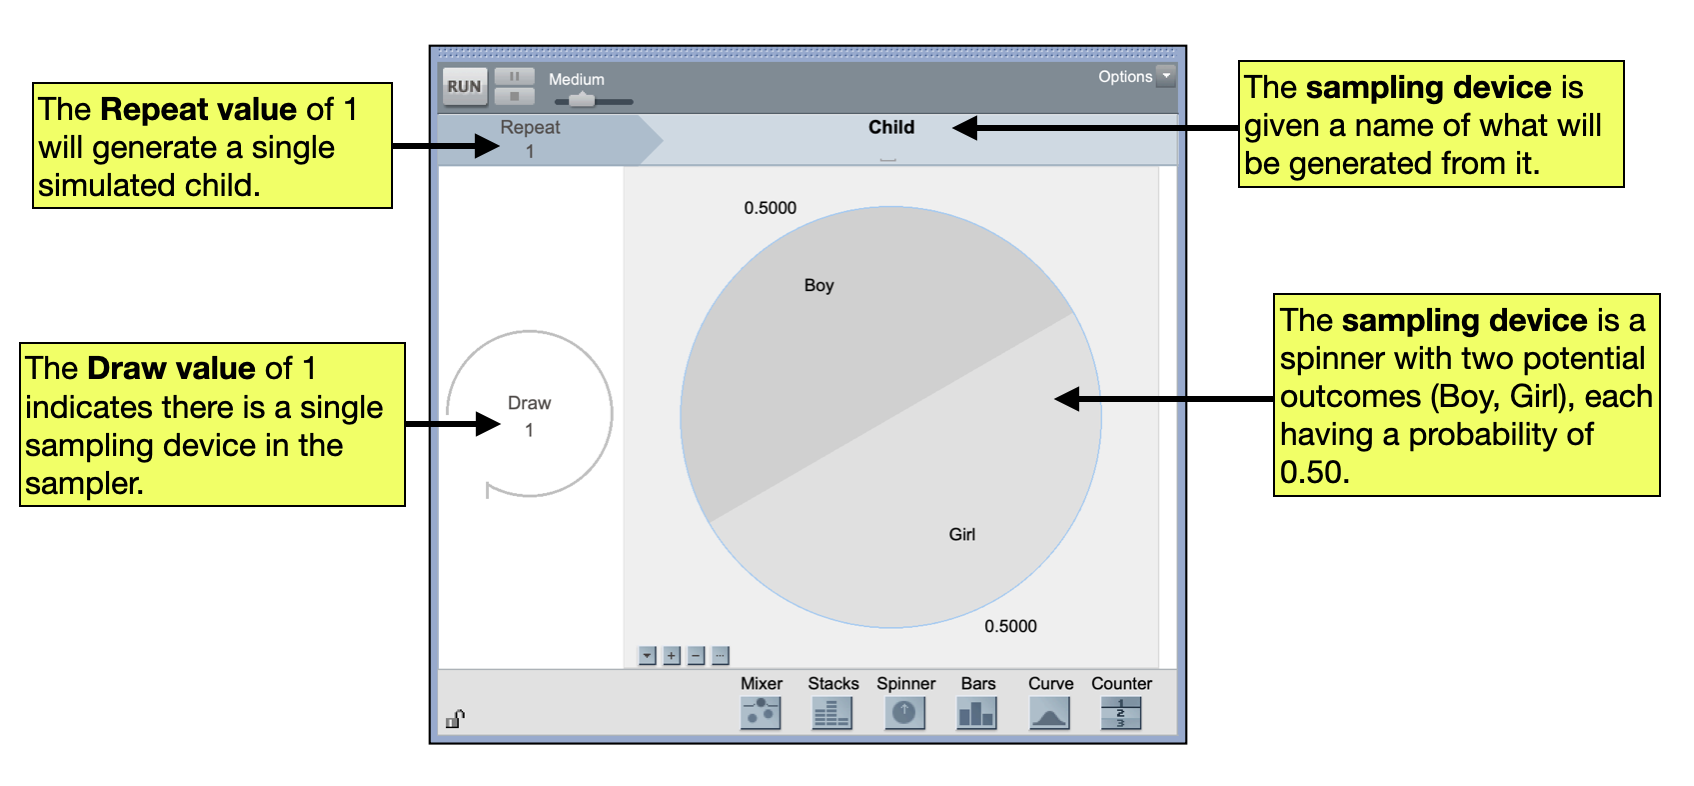 The Repeat value of 1
will generate a single
simulated child.
The Draw value of 1
indicates there is a single
sampling device in the
sampler.
RUN
Medium
Options
Repeat
1
Child
0.5000
Boy
Draw
1
Girl
0.5000
Mixer Stacks Spinner Bars Curve Counter
1
2
3
The sampling device is
given a name of what will
be generated from it.
The sampling device is a
spinner with two potential
outcomes (Boy, Girl), each
having a probability of
0.50.